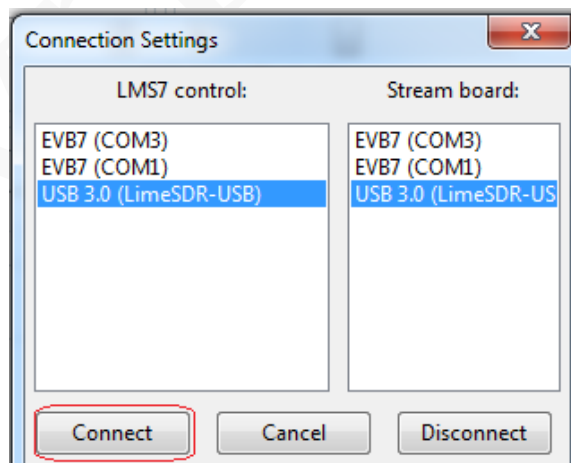 Connection Settings
LMS7 control:
Stream board:
EVB7 (COM3)
EVB7 (COM1)
USB 3.0 (LimeSDR-USB)
EVB7 (COM3)
EVB7 (COM1)
USB 3.0 (LimeSDR-US
Connect
Cancel
Disconnect